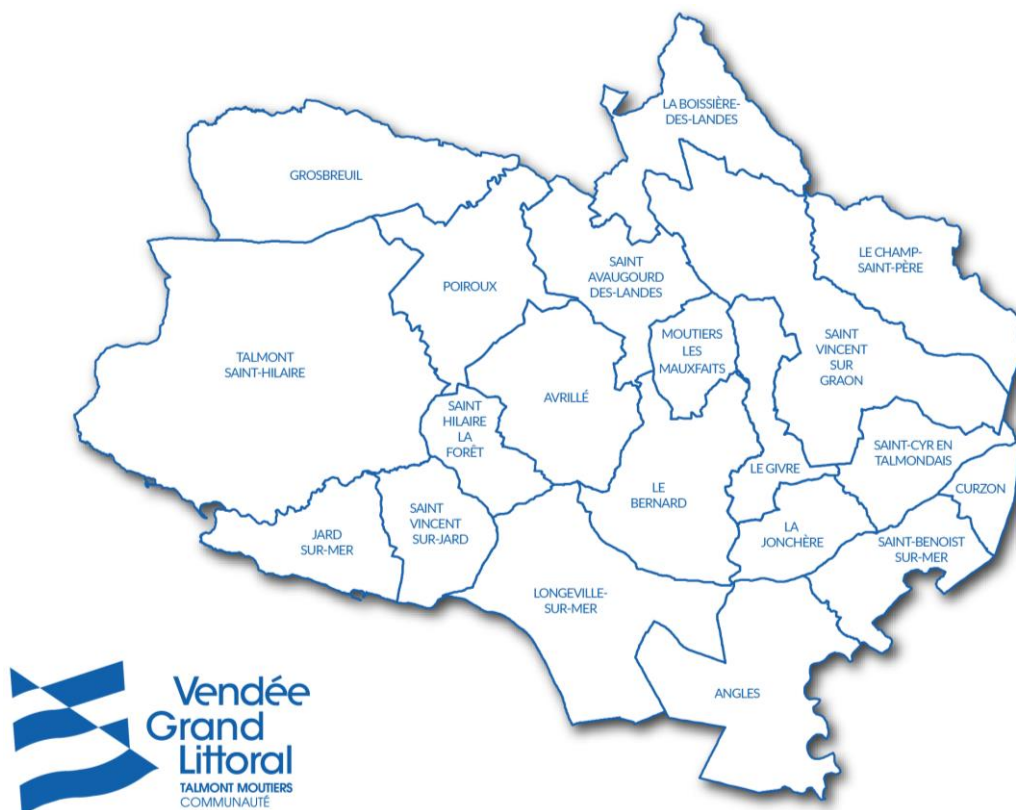 LA BOISSIÈRE-
DES-LANDES
GROSBREUIL
LE CHAMP-
SAINT-PÈRE
SAINT
AVAUGOURD
DES-LANDES
POIROUX
MOUTIERS
LES
MAUXFAITS
SAINT
VINCENT
SUR
GRAON
TALMONT
SAINT-HILAIRE
AVRILLÉ
SAINT
HILAIRE
LA
FORÊT
SAINT-CYR EN
TALMONDAIS
LE GIVRE
CURZON
LE
BERNARD
SAINT
VINCENT
SUR-JARD
JARD
SUR-MER
LA
JONCHÈRE
SAINT-BENOIST
SUR-MER
LONGEVILLE-
SUR-MER
ANGLES
Vendée
Grand
Littoral
TALMONT MOUTIERS
COMMUNAUTÉ